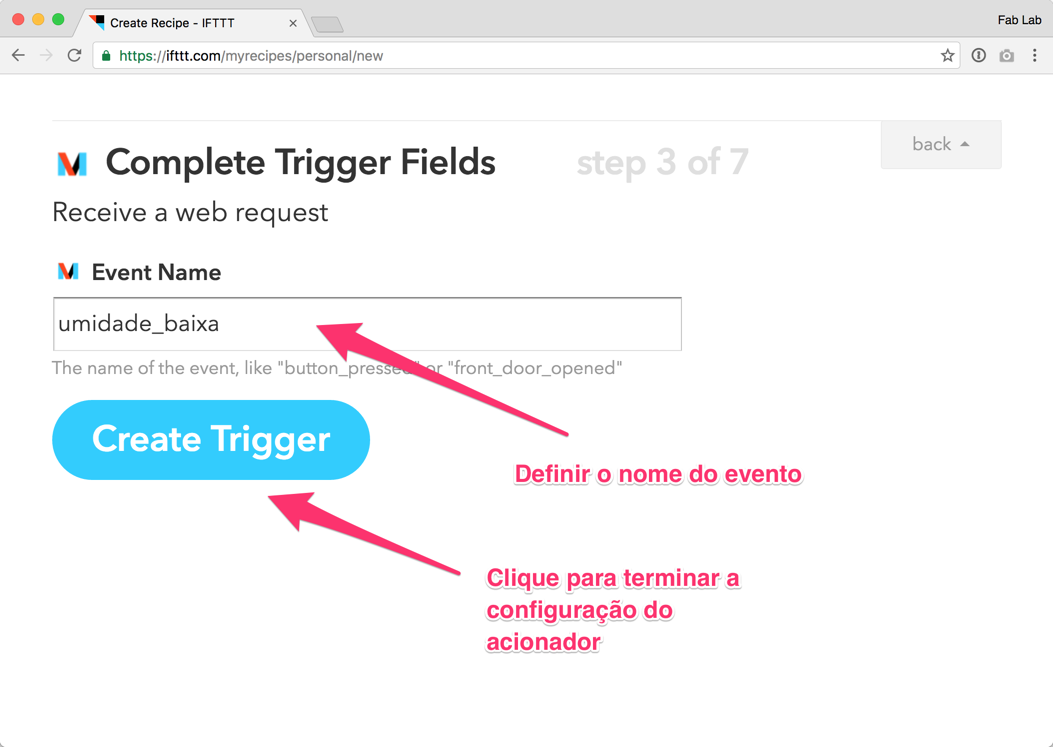 Create Recipe - IFTTT
Fab Lab
https://ifttt.com/myrecipes/personal/new
back
Complete Trigger Fields step 3 of 7
Receive a web request
Event Name
umidade_baixa
The name of the event, like "button_pressed" or "front_door_opened"
Create Trigger
Definir o nome do evento
Clique para terminar a
configuração do
acionador